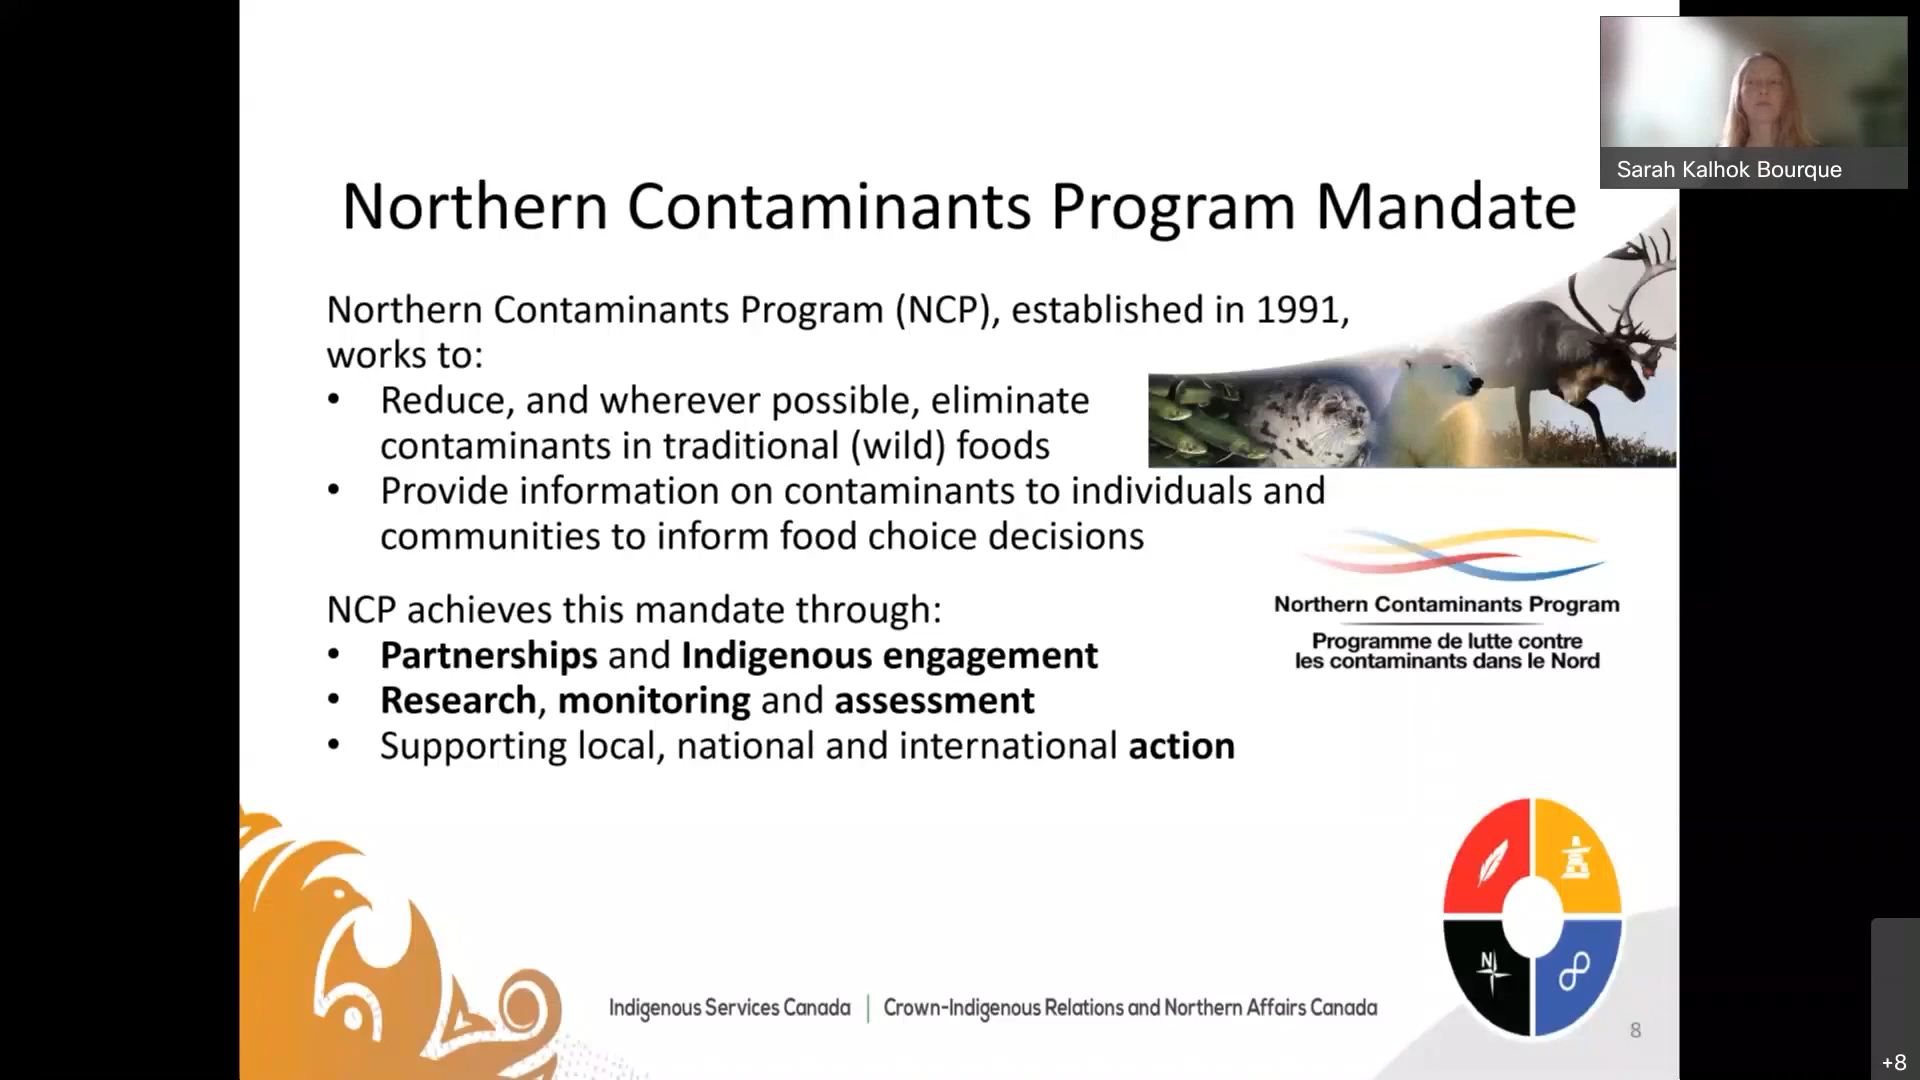 Sarah Kalhok Bourque
Northern Contaminants Program Mandate
Northern Contaminants Program (NCP), established in 1991,
works to:
• Reduce, and wherever possible, eliminate
contaminants in traditional (wild) foods
• Provide information on contaminants to individuals and
communities to inform food choice decisions
NCP achieves this mandate through:
• Partnerships and Indigenous engagement
• Research, monitoring and assessment
• Supporting local, national and international action
Northern Contaminants Program
Programme de lutte contre
les contaminants dans le Nord
N
Indigenous Services Canada | Crown-Indigenous Relations and Northern Affairs Canada
8
+8